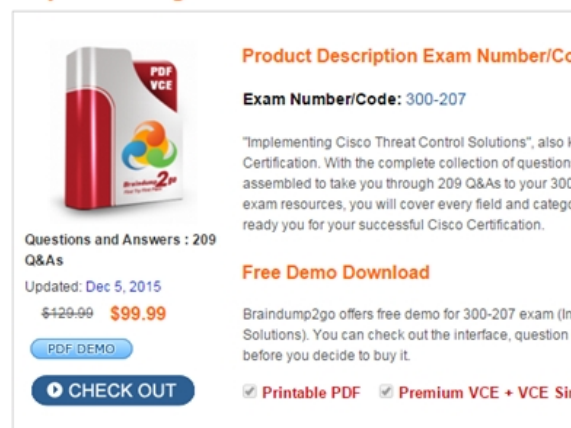 Product Description Exam Number/Co
Exam Number/Code: 300-207
"Implementing Cisco Threat Control Solutions", also
Certification. With the complete collection of question
assembled to take you through 209 Q&As to your 300
exam resources, you will cover every field and catego
ready you for your successful Cisco Certification.
Free Demo Download
Braindump2go offers free demo for 300-207 exam (In
Solutions). You can check out the interface, question
before you decide to buy it.
Printable PDF
Premium VCE + VCE Si
PDF
VCE
Braindump2go
Questions and Answers : 209
Q&As
Updated: Dec 5, 2015
$129.99 $99.99
PDF DEMO
CHECK OUT